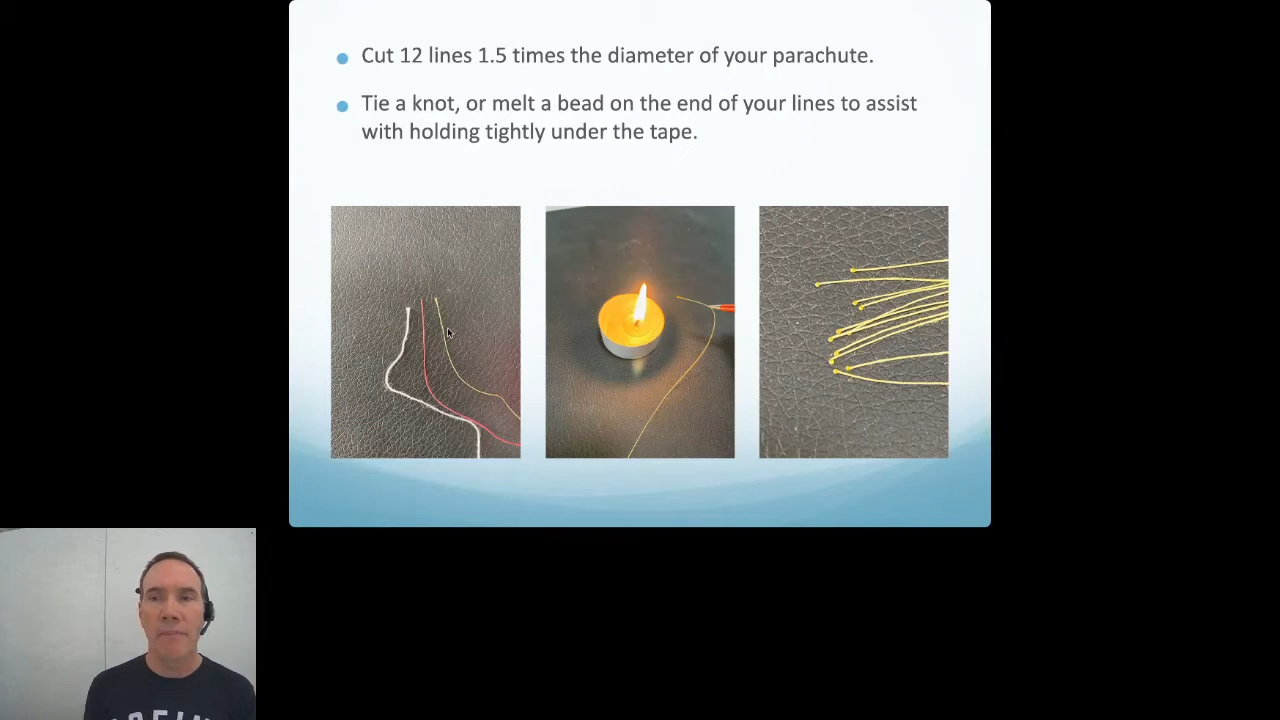 Cut 12 lines 1.5 times the diameter of your parachute.
Tie a knot, or melt a bead on the end of your lines to assist
with holding tightly under the tape.